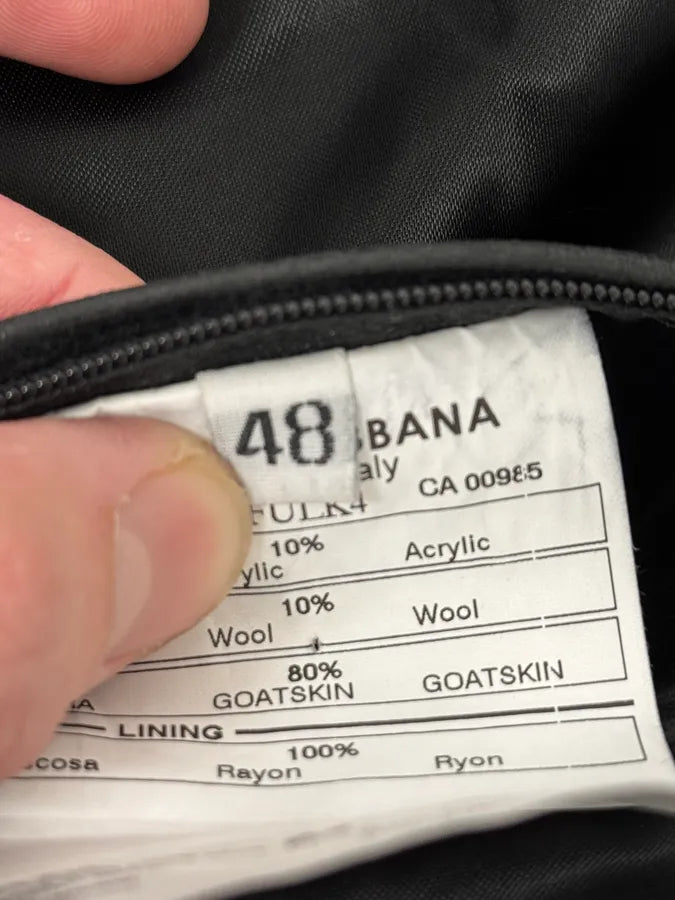 48
BBANA
aly
CA 00985
FULK4
10%
ylic
Acrylic
10%
Wool
Wool
80%
A
GOATSKIN
GOATSKIN
LINING
100%
cosa
Rayon
Ryon